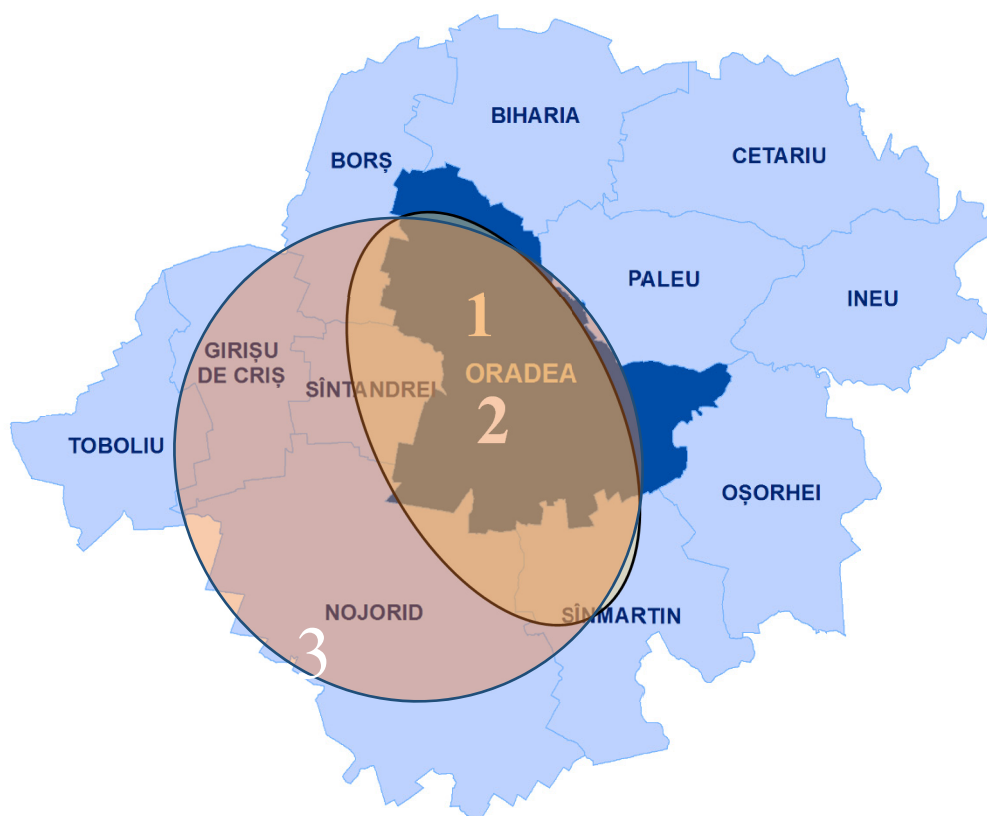 BIHARIA
BORȘ
CETARIU
PALEU
INEU
1
GIRIȘU
DE CRIȘ
SÎNTANDREI
ORADEA
2
TOBOLIU
OȘORHEI
NOJORID
SÎNMARTIN
3